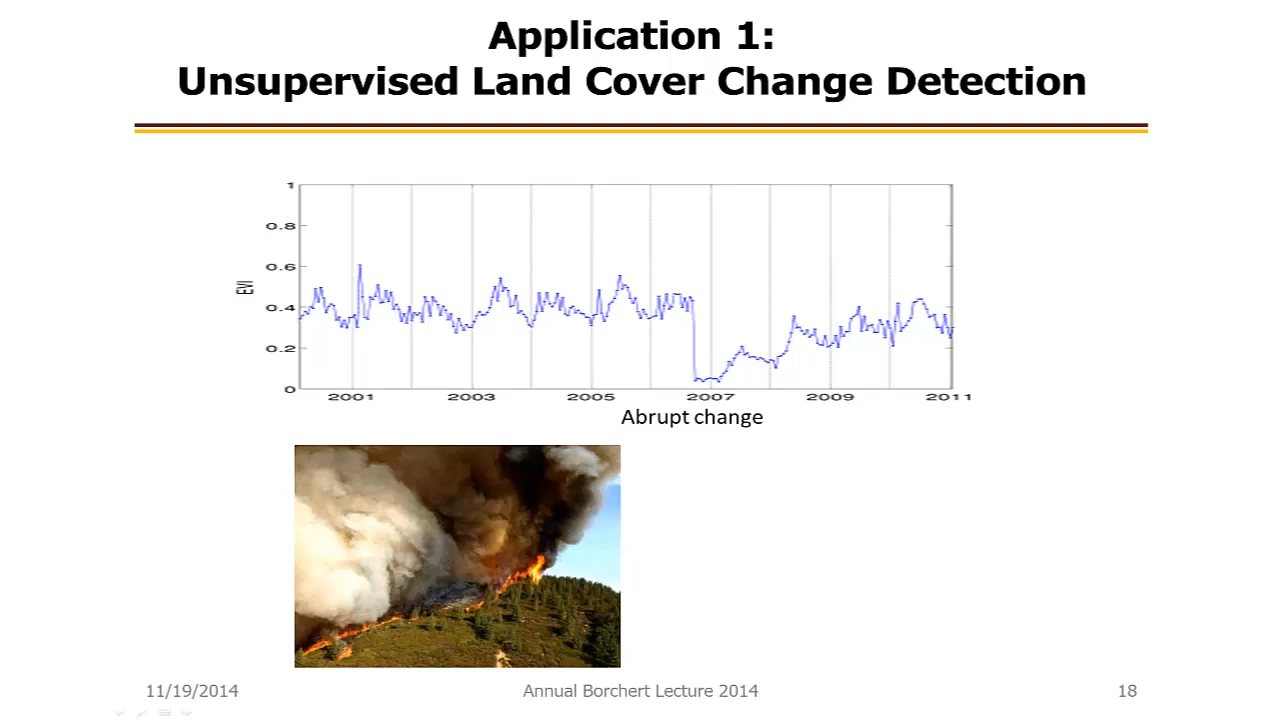 Application 1:
Unsupervised Land Cover Change Detection
1
0.8
0.6
EVI
0.4
0.2
0
2001 2003 2005 2007 2009 2011
Abrupt change
11/19/2014 Annual Borchert Lecture 2014 18